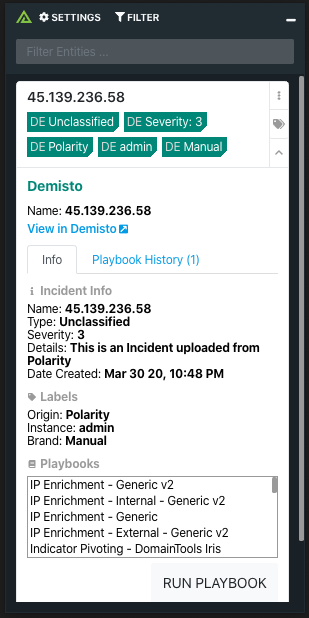 SETTINGS FILTER
Filter Entities ...
45.139.236.58
DE Unclassified DE Severity: 3
DE Polarity DE admin DE Manual
Demisto
Name: 45.139.236.58
View in Demisto
Info Playbook History (1)
Incident Info
Name: 45.139.236.58
Type: Unclassified
Severity: 3
Details: This is an Incident uploaded from
Polarity
Date Created: Mar 30 20, 10:48 PM
Labels
Origin: Polarity
Instance: admin
Brand: Manual
Playbooks
IP Enrichment - Generic v2
IP Enrichment - Internal - Generic v2
IP Enrichment - Generic
IP Enrichment - External - Generic v2
Indicator Pivoting - DomainTools Iris
RUN PLAYBOOK